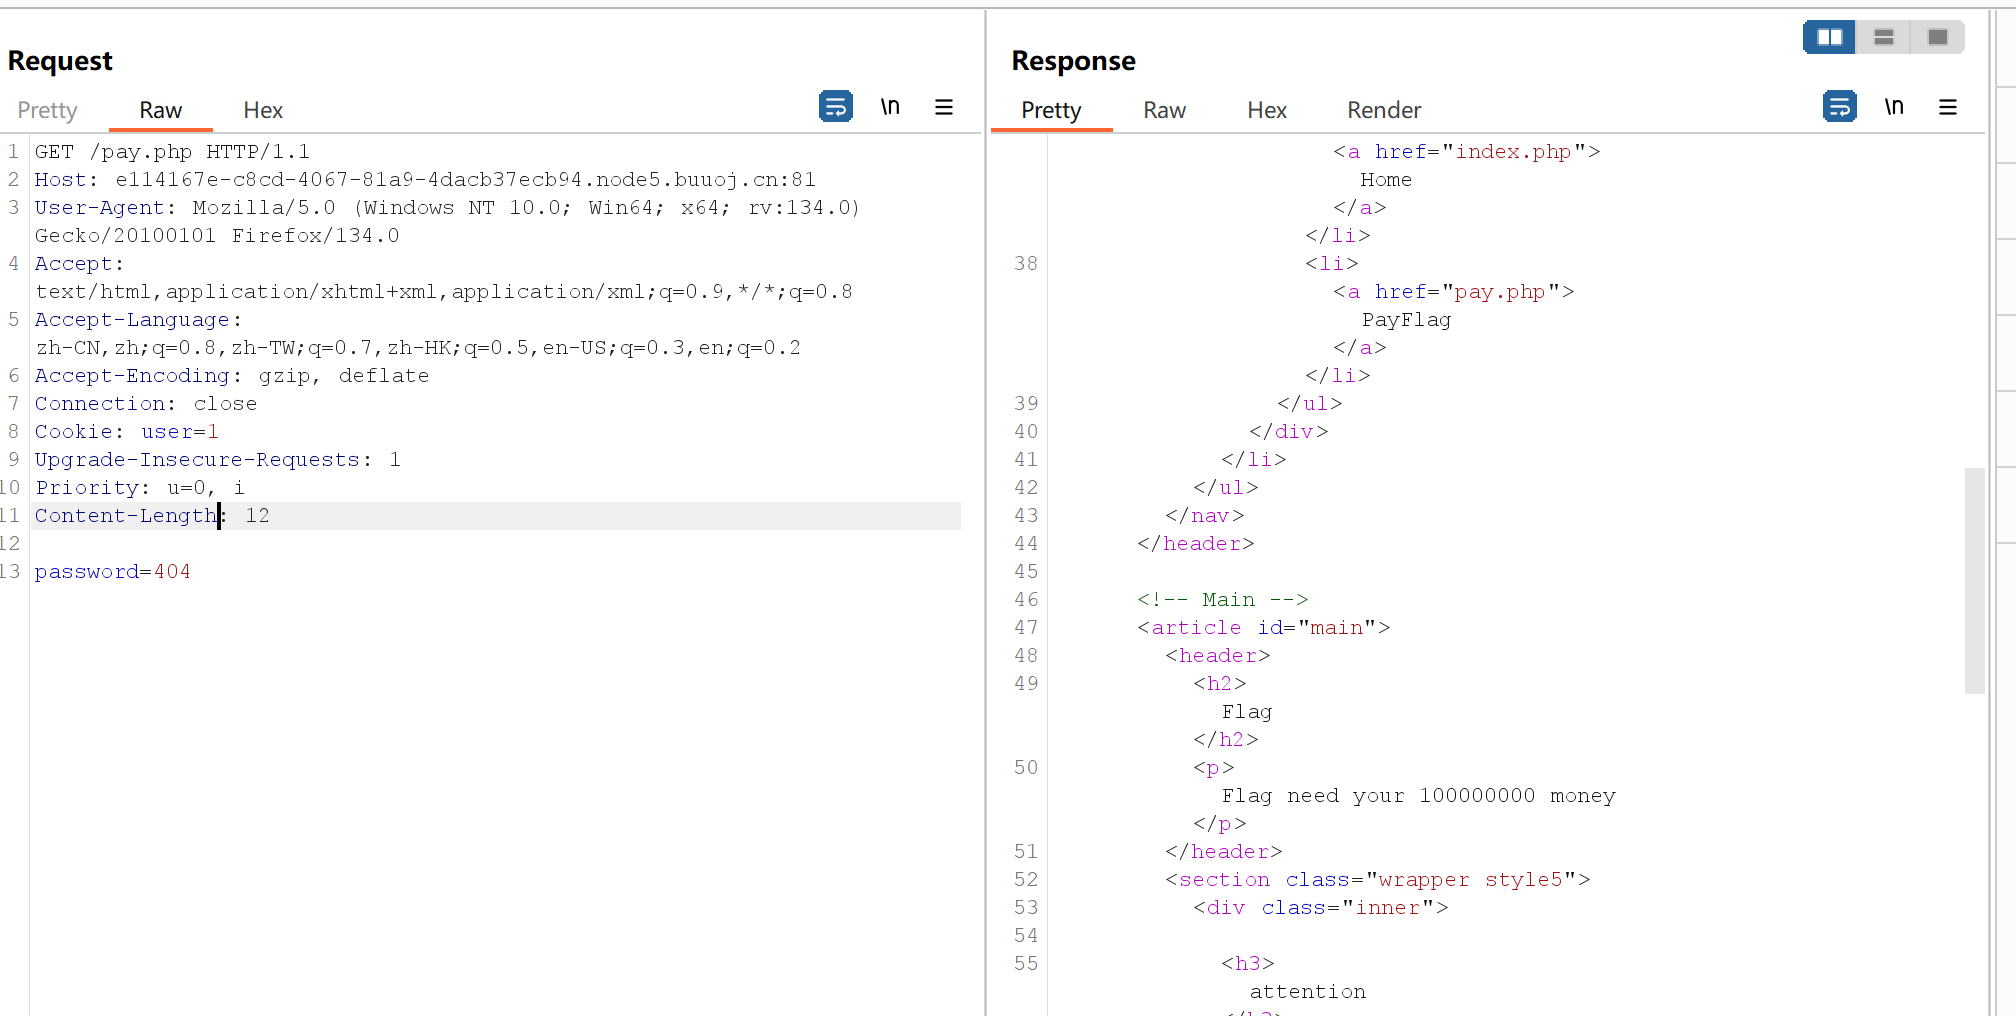 Request
Pretty Raw Hex
\n
1 GET /pay.php HTTP/1.1
2 Host: e114167e-c8cd-4067-81a9-4dacb37ecb94.node5.buuoj.cn:81
3 User-Agent: Mozilla/5.0 (Windows NT 10.0; Win64; x64; rv:134.0)
Gecko/20100101 Firefox/134.0
4 Accept:
text/html,application/xhtml+xml,application/xml;q=0.9,*/*;q=0.8
5 Accept-Language:
zh-CN,zh;q=0.8,zh-TW;q=0.7,zh-HK;q=0.5,en-US;q=0.3,en;q=0.2
6 Accept-Encoding: gzip, deflate
7 Connection: close
8 Cookie: user=1
9 Upgrade-Insecure-Requests: 1
10 Priority: u=0, i
11 Content-Length: 12
12
13 password=404
Response
Pretty Raw Hex Render
\n
<a href="index.php">
Home
</a>
</li>
38 <li>
<a href="pay.php">
PayFlag
</a>
</li>
39 </ul>
40 </div>
41 </li>
42 </ul>
43 </nav>
44 </header>
45
46 <!-- Main -->
47 <article id="main">
48 <header>
49 <h2>
Flag
</h2>
50 <p>
Flag need your 100000000 money
</p>
51 </header>
52 <section class="wrapper style5">
53 <div class="inner">
54
55 <h3>
attention
</h3>